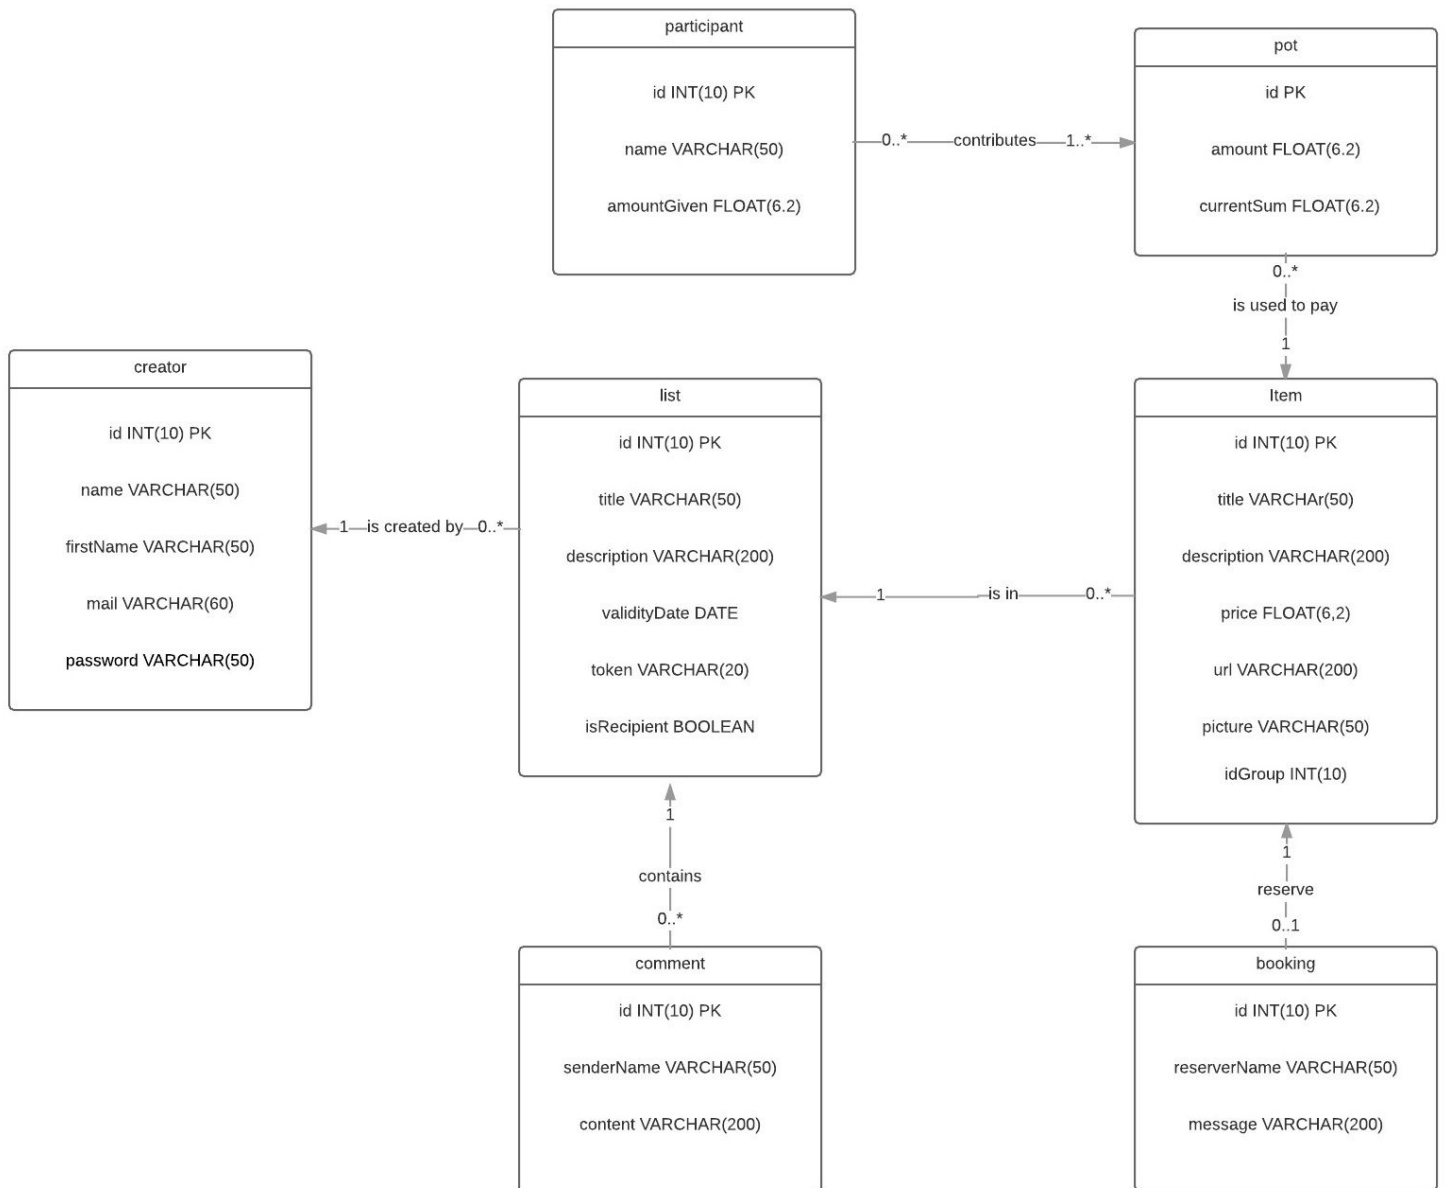 participant
id INT(10) PK
name VARCHAR(50)
amountGiven FLOAT(6.2)
0..* contributes 1..*
pot
id PK
amount FLOAT(6.2)
currentSum FLOAT(6.2)
0..*
is used to pay
1
creator
id INT(10) PK
name VARCHAR(50)
firstName VARCHAR(50)
mail VARCHAR(60)
password VARCHAR(50)
1 is created by 0..*
list
id INT(10) PK
title VARCHAR(50)
description VARCHAR(200)
validityDate DATE
token VARCHAR(20)
isRecipient BOOLEAN
1 is in 0..*
Item
id INT(10) PK
title VARCHAr(50)
description VARCHAR(200)
price FLOAT(6,2)
url VARCHAR(200)
picture VARCHAR(50)
idGroup INT(10)
1
contains
0..*
comment
id INT(10) PK
senderName VARCHAR(50)
content VARCHAR(200)
1
reserve
0..1
booking
id INT(10) PK
reserverName VARCHAR(50)
message VARCHAR(200)